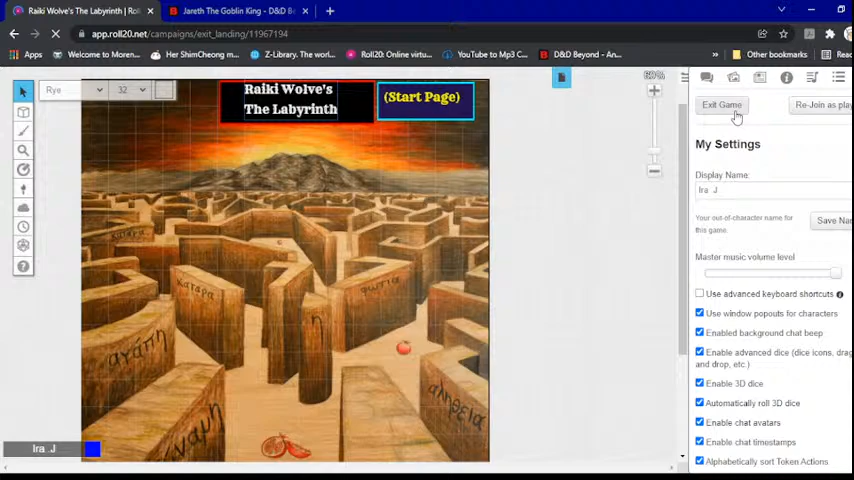 Raiki Wolve's The Labyrinth | Roll
Jareth The Goblin King - D&D B
app.roll20.net/campaigns/exit_landing/11967194
Apps
Welcome to Moren...
Her ShimCheong m...
Z-Library. The worl...
Roll20: Online virtu...
YouTube to Mp3 C...
D&D Beyond - An...
»
Other bookmarks
Rye
32
Raiki Wolve's
The Labyrinth
(Start Page)
Exit Game
Re-Join as play
My Settings
Display Name:
Ira .J
Your out-of-character name for
this game.
Save Nam
Master music volume level
Use advanced keyboard shortcuts
Use window popouts for characters
Enabled background chat beep
Enable advanced dice (dice icons, drag
and drop, etc.)
Enable 3D dice
Automatically roll 3D dice
Enable chat avatars
Enable chat timestamps
Alphabetically sort Token Actions
κατάρα
φωτιά
η
αγάπη
αλήθεια
Ira .J